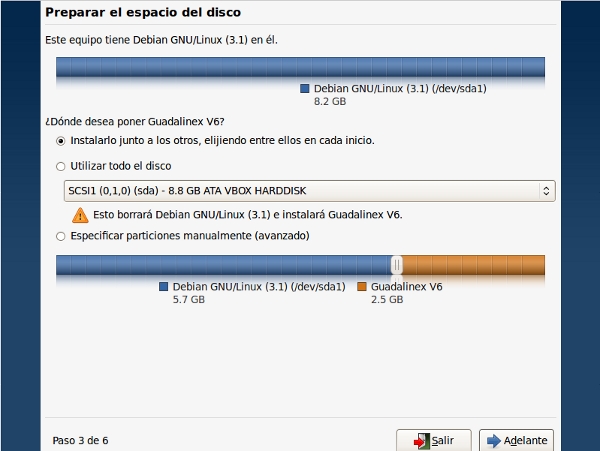 Preparar el espacio del disco
Este equipo tiene Debian GNU/Linux (3.1) en él.
Debian GNU/Linux (3.1) (/dev/sda1)
8.2 GB
¿Dónde desea poner Guadalinex V6?
Instalarlo junto a los otros, elijiendo entre ellos en cada inicio.
Utilizar todo el disco
SCSI1 (0,1,0) (sda) - 8.8 GB ATA VBOX HARDDISK
Esto borrará Debian GNU/Linux (3.1) e instalará Guadalinex V6.
Especificar particiones manualmente (avanzado)
Debian GNU/Linux (3.1) (/dev/sda1) Guadalinex V6
5.7 GB 2.5 GB
Paso 3 de 6 Salir Adelante